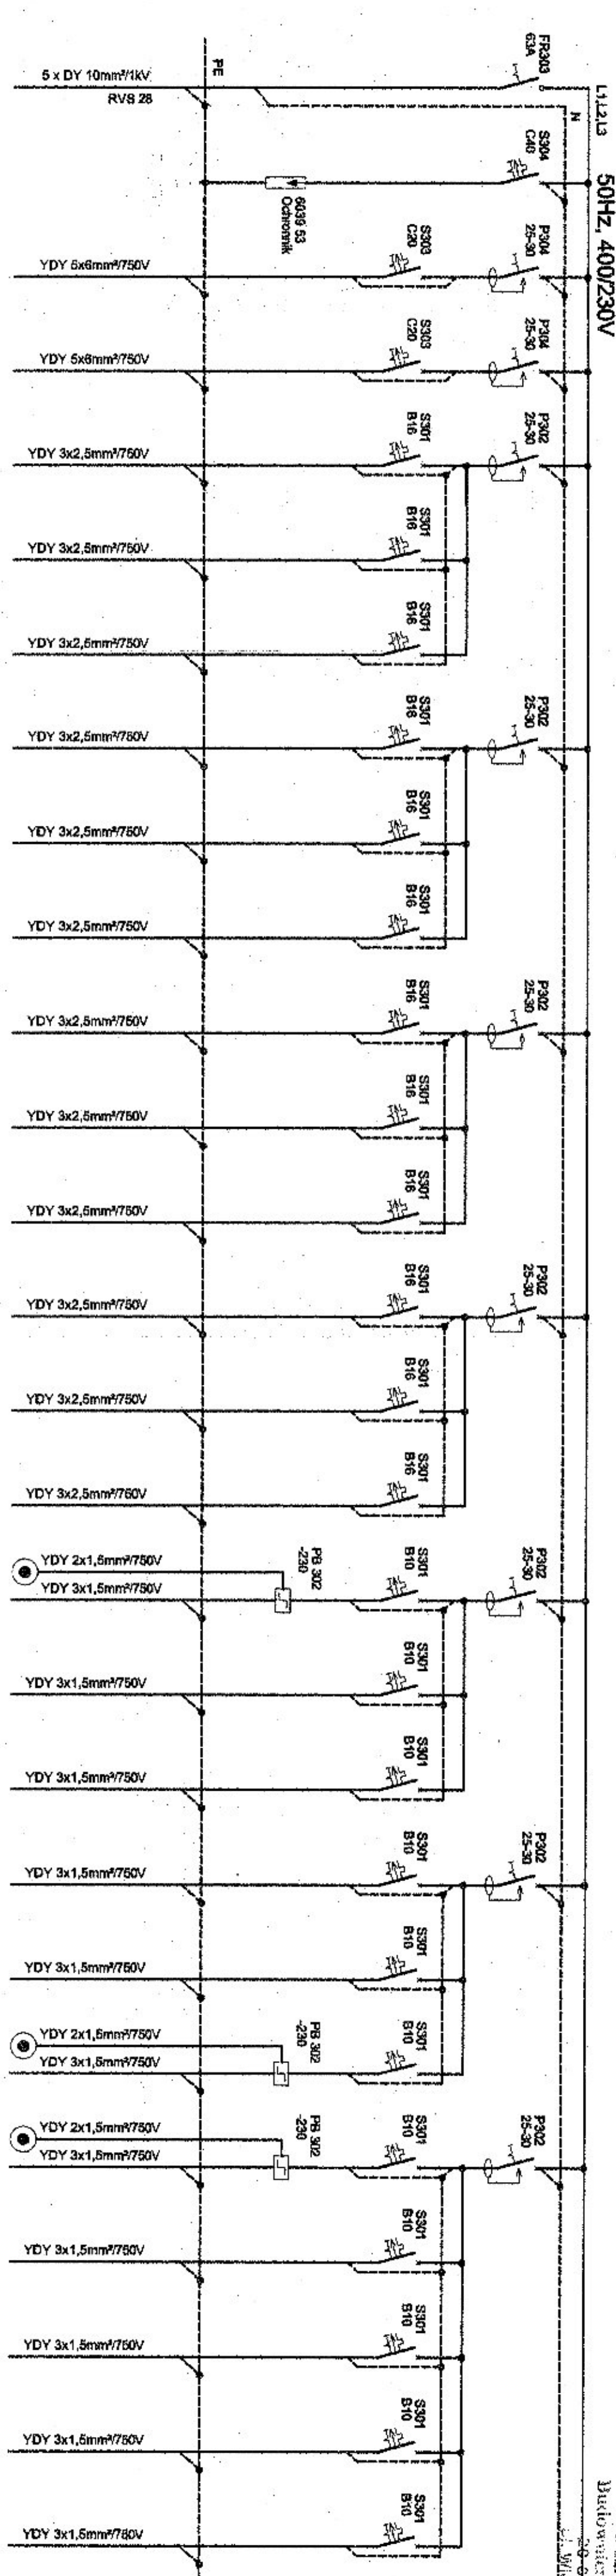 L1,L2,L3
50Hz, 400/230V
N
PE
FR303
63A
5 x DY 10mm²/1kV
RVS 28
S304
C40
6039 53
Ochronnik
P304
25-30
S303
C20
YDY 5x6mm²/750V
P304
25-30
S303
C20
YDY 5x6mm²/750V
P302
25-30
S301
B16
YDY 3x2,5mm²/750V
S301
B16
YDY 3x2,5mm²/750V
S301
B16
YDY 3x2,5mm²/750V
P302
25-30
S301
B16
YDY 3x2,5mm²/750V
S301
B16
YDY 3x2,5mm²/750V
S301
B16
YDY 3x2,5mm²/750V
P302
25-30
S301
B16
YDY 3x2,5mm²/750V
S301
B16
YDY 3x2,5mm²/750V
S301
B16
YDY 3x2,5mm²/750V
P302
25-30
S301
B16
YDY 3x2,5mm²/750V
S301
B16
YDY 3x2,5mm²/750V
S301
B16
YDY 3x2,5mm²/750V
P302
25-30
S301
B10
PB 302
-230
YDY 2x1,5mm²/750V
YDY 3x1,5mm²/750V
S301
B10
YDY 3x1,5mm²/750V
S301
B10
YDY 3x1,5mm²/750V
P302
25-30
S301
B10
YDY 3x1,5mm²/750V
S301
B10
YDY 3x1,5mm²/750V
S301
B10
PB 302
-230
YDY 2x1,5mm²/750V
YDY 3x1,5mm²/750V
P302
25-30
S301
B10
PB 302
-230
YDY 2x1,5mm²/750V
YDY 3x1,5mm²/750V
S301
B10
YDY 3x1,5mm²/750V
S301
B10
YDY 3x1,5mm²/750V
S301
B10
YDY 3x1,5mm²/750V
S301
B10
YDY 3x1,5mm²/750V